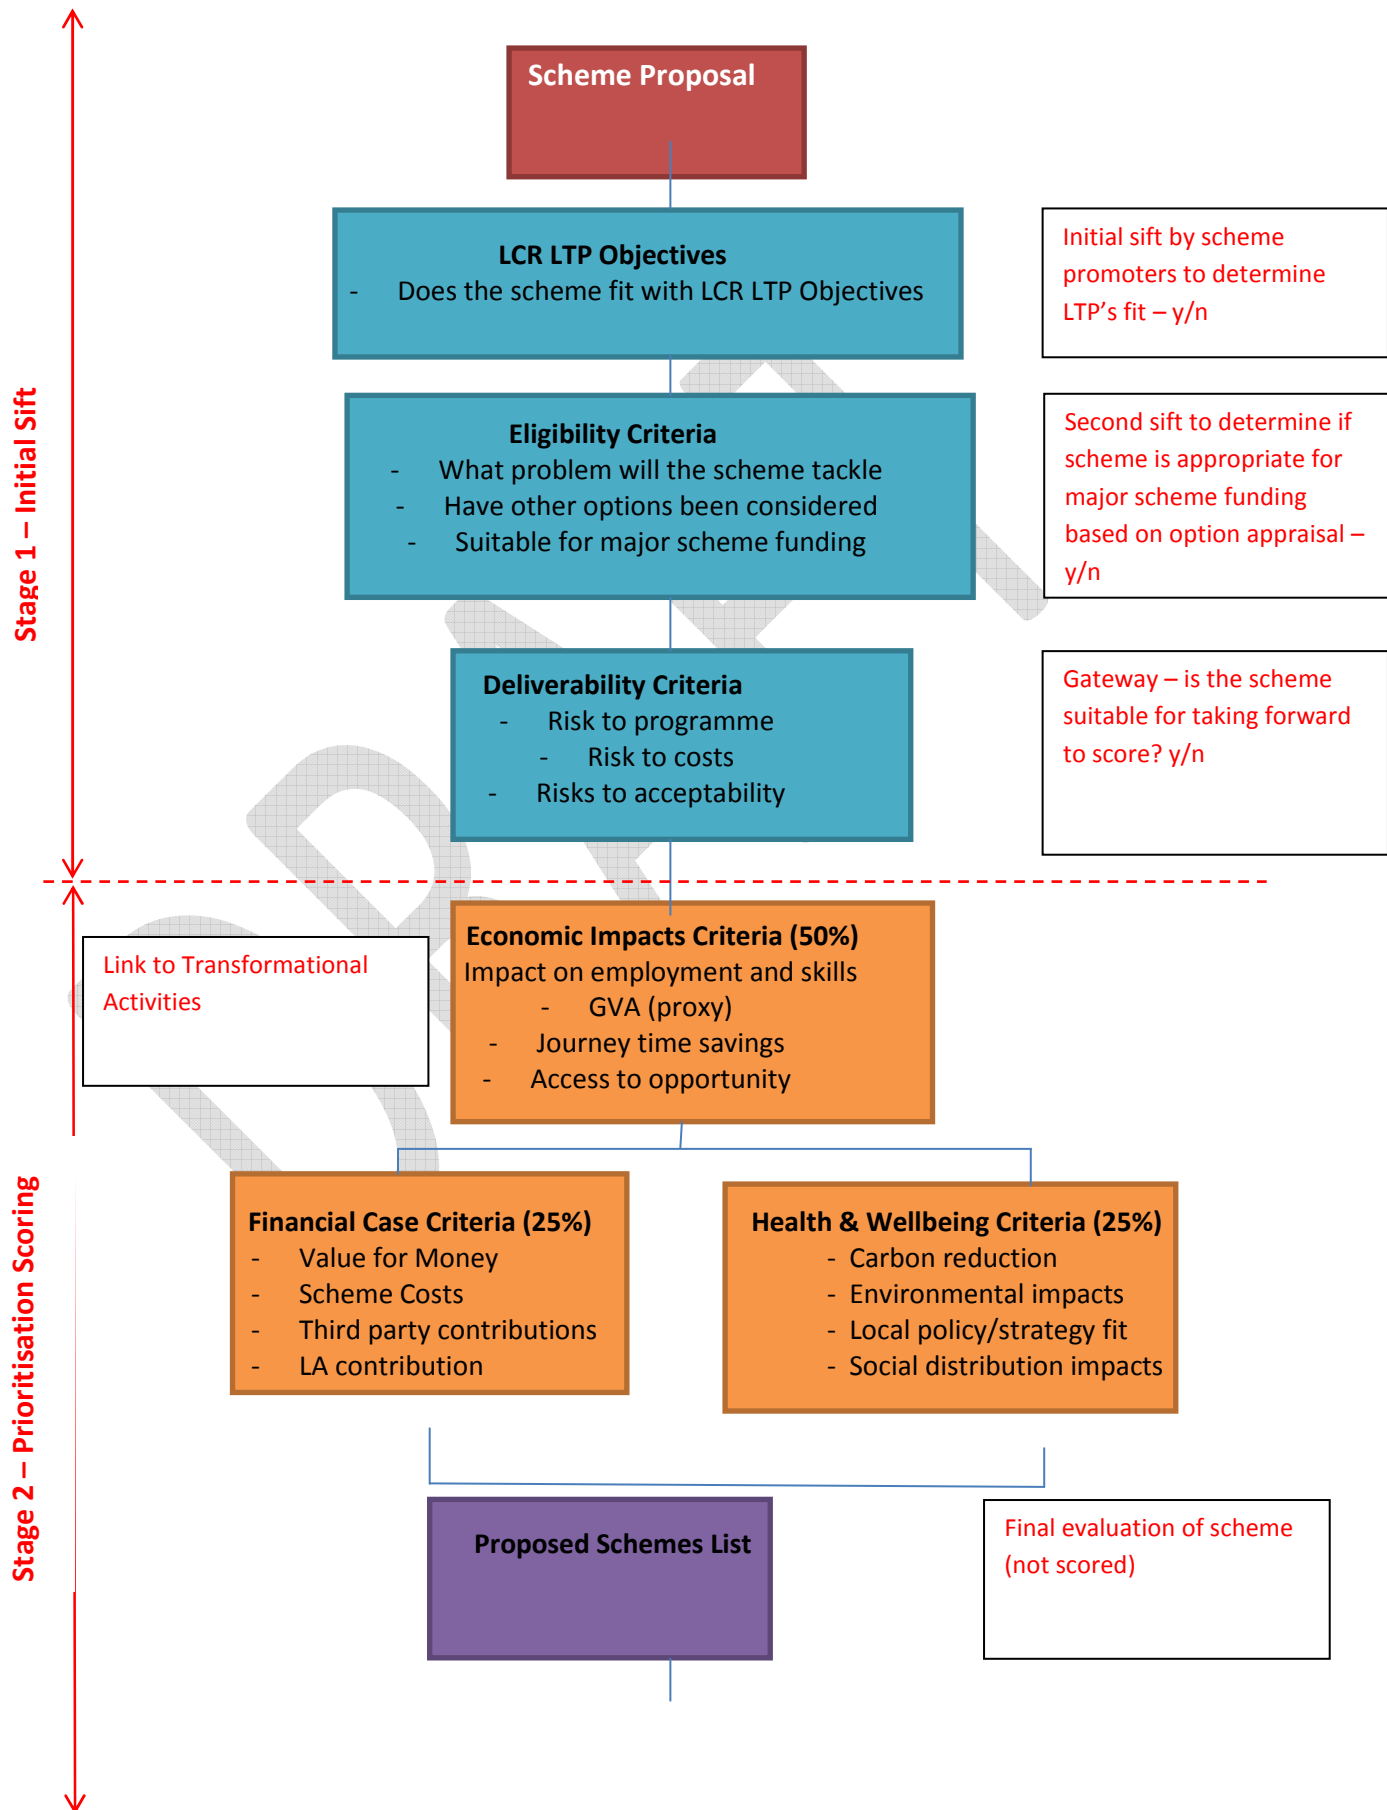 Scheme Proposal
LCR LTP Objectives
- Does the scheme fit with LCR LTP Objectives
Initial sift by scheme
promoters to determine
LTP's fit – y/n
Stage 1 – Initial Sift
Eligibility Criteria
- What problem will the scheme tackle
- Have other options been considered
- Suitable for major scheme funding
Second sift to determine if
scheme is appropriate for
major scheme funding
based on option appraisal –
y/n
Deliverability Criteria
- Risk to programme
- Risk to costs
- Risks to acceptability
Gateway – is the scheme
suitable for taking forward
to score? y/n
DRAFT
Link to Transformational
Activities
Economic Impacts Criteria (50%)
Impact on employment and skills
- GVA (proxy)
- Journey time savings
- Access to opportunity
Stage 2 – Prioritisation Scoring
Financial Case Criteria (25%)
- Value for Money
- Scheme Costs
- Third party contributions
- LA contribution
Health & Wellbeing Criteria (25%)
- Carbon reduction
- Environmental impacts
- Local policy/strategy fit
- Social distribution impacts
Proposed Schemes List
Final evaluation of scheme
(not scored)